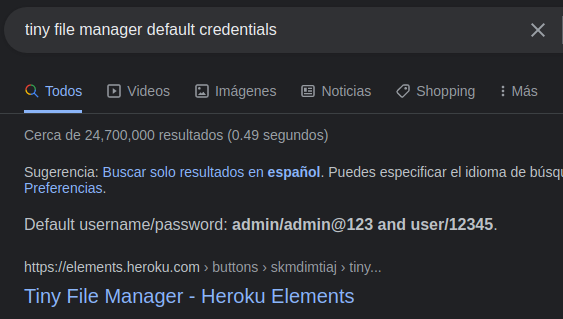 tiny file manager default credentials
Todos Videos Imágenes Noticias Shopping Más
Cerca de 24,700,000 resultados (0.49 segundos)
Sugerencia: Buscar solo resultados en español. Puedes especificar el idioma de búsqu
Preferencias.
Default username/password: admin/admin@123 and user/12345.
https://elements.heroku.com › buttons › skmdimtiaj › tiny...
Tiny File Manager - Heroku Elements